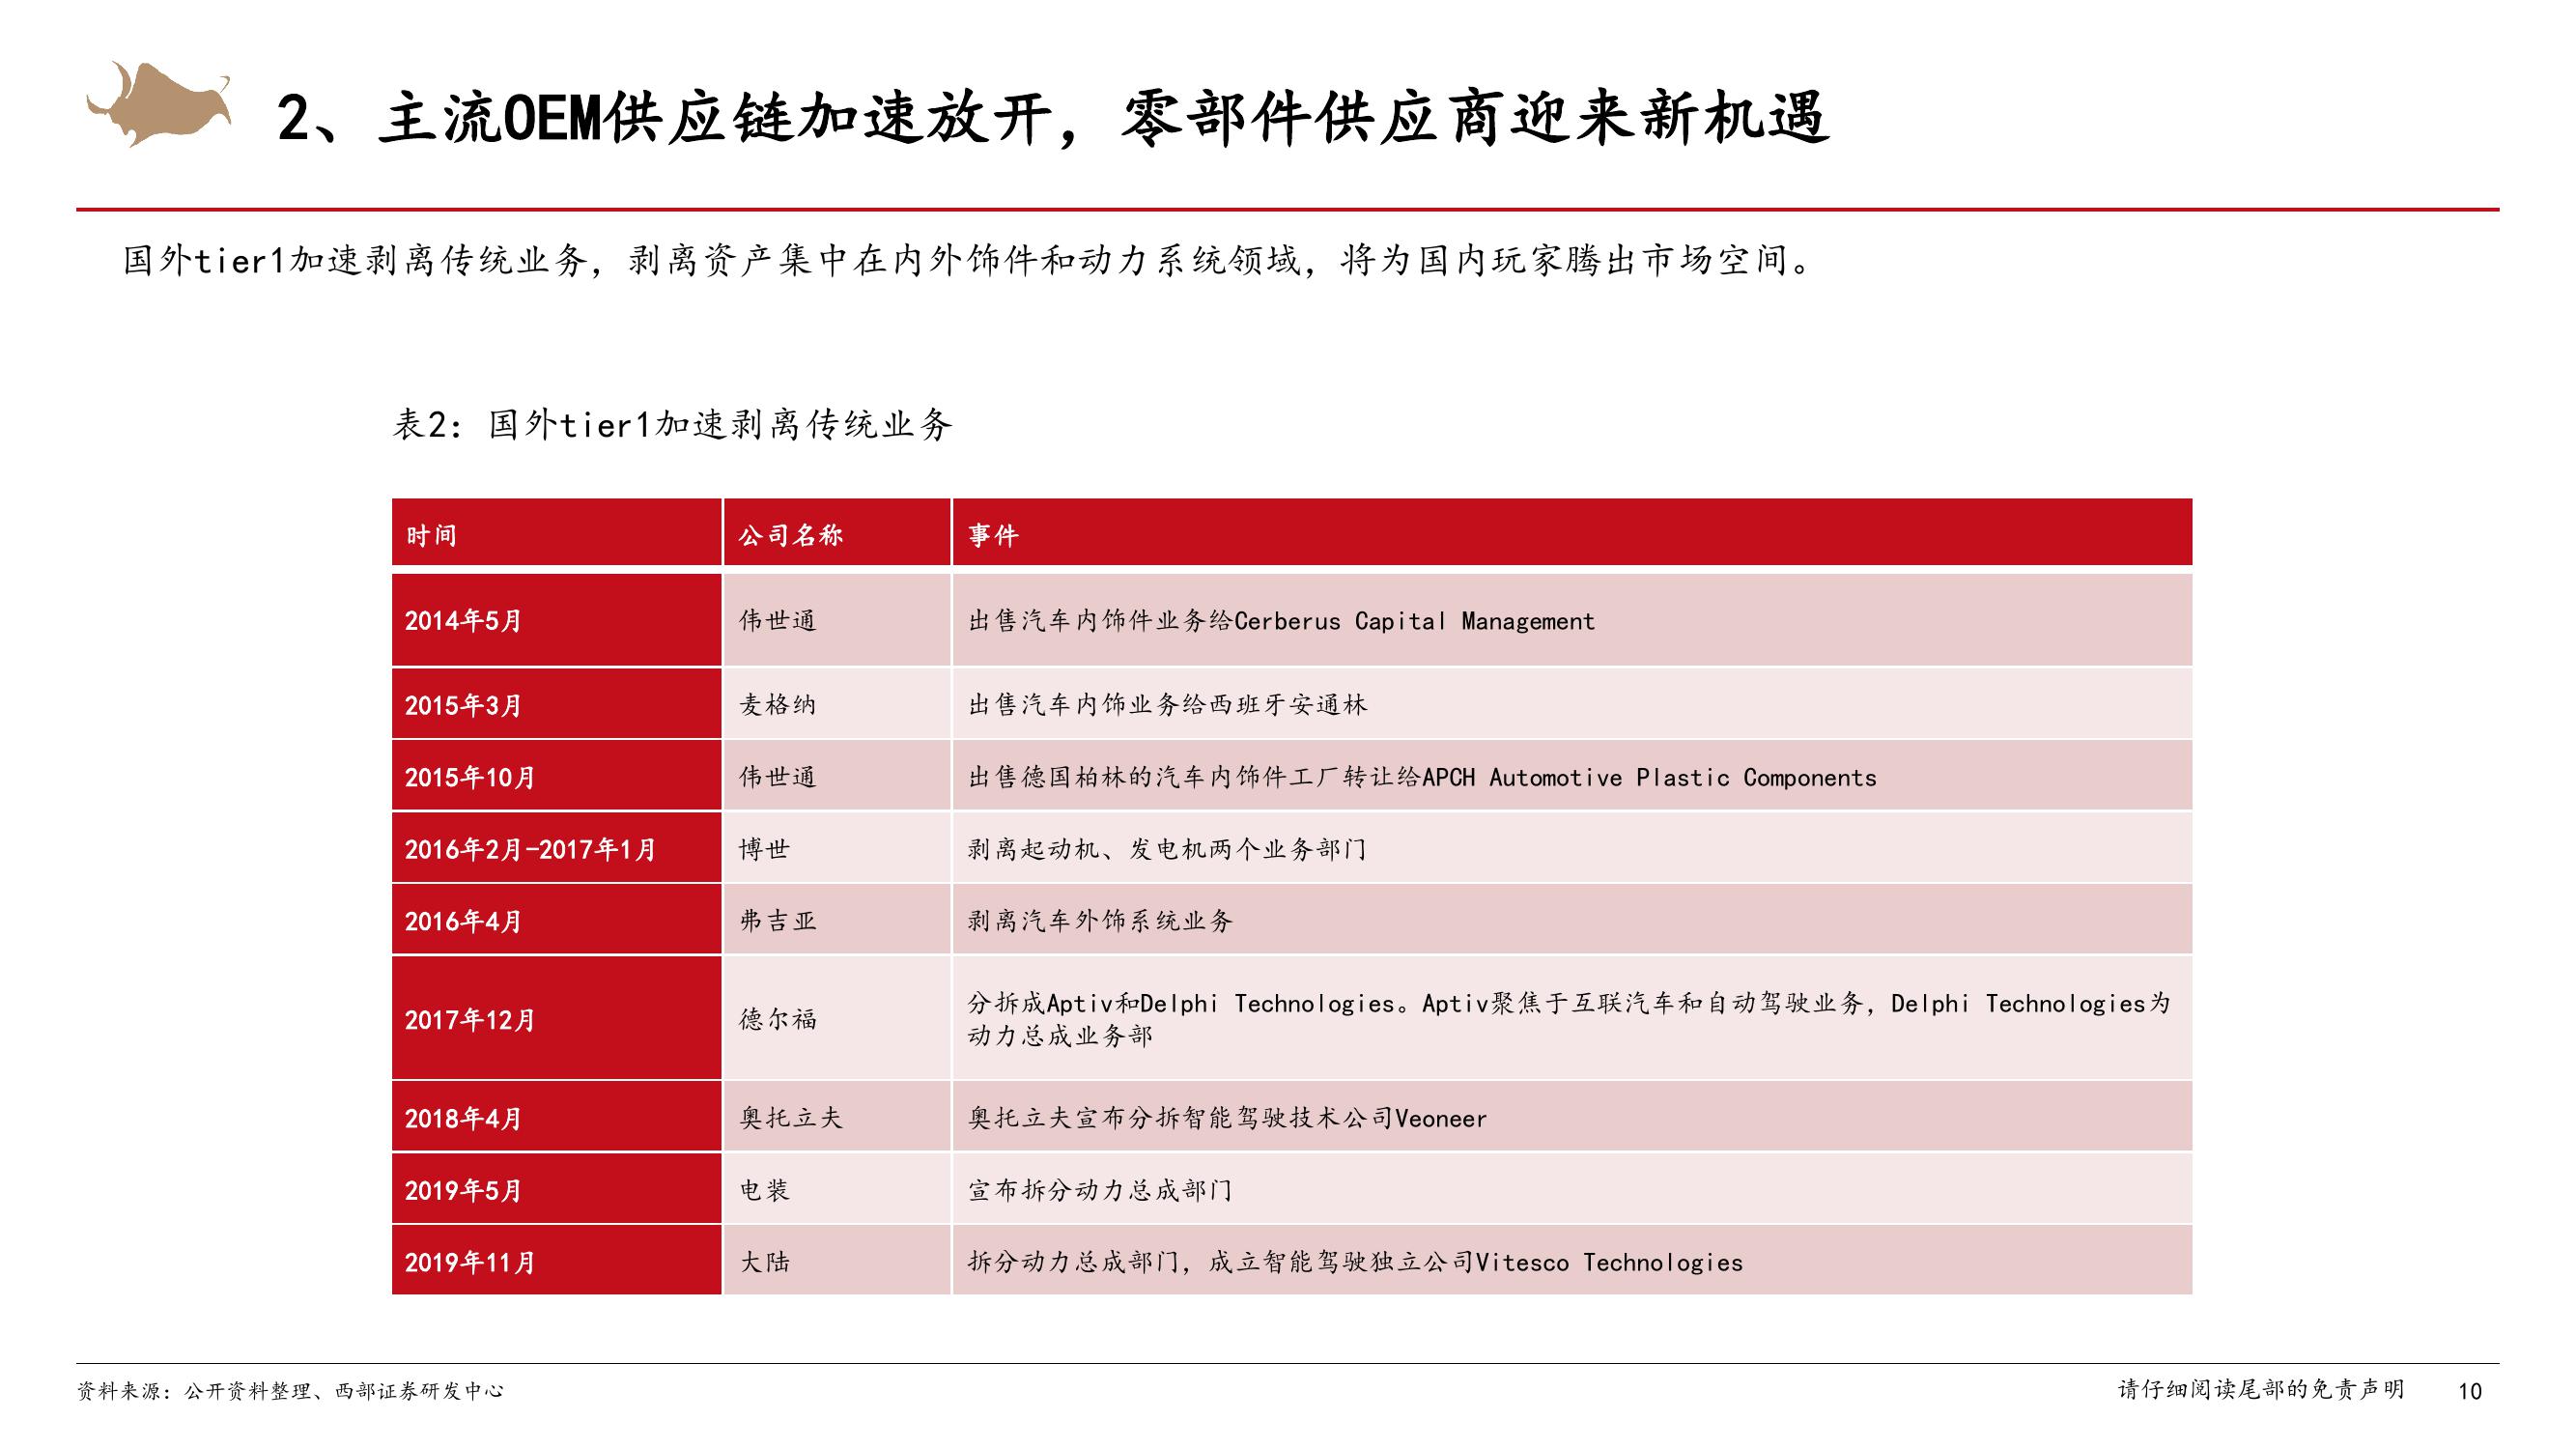 2、主流OEM供应链加速放开，零部件供应商迎来新机遇
国外tier1加速剥离传统业务，剥离资产集中在内外饰件和动力系统领域，将为国内玩家腾出市场空间。
表2：国外tier1加速剥离传统业务
时间 公司名称 事件
2014年5月 伟世通 出售汽车内饰件业务给Cerberus Capital Management
2015年3月 麦格纳 出售汽车内饰业务给西班牙安通林
2015年10月 伟世通 出售德国柏林的汽车内饰件工厂转让给APCH Automotive Plastic Components
2016年2月-2017年1月 博世 剥离起动机、发电机两个业务部门
2016年4月 弗吉亚 剥离汽车外饰系统业务
2017年12月 德尔福 分拆成Aptiv和Delphi Technologies。Aptiv聚焦于互联汽车和自动驾驶业务，Delphi Technologies为
动力总成业务部
2018年4月 奥托立夫 奥托立夫宣布分拆智能驾驶技术公司Veoneer
2019年5月 电装 宣布拆分动力总成部门
2019年11月 大陆 拆分动力总成部门，成立智能驾驶独立公司Vitesco Technologies
资料来源：公开资料整理、西部证券研发中心
请仔细阅读尾部的免责声明 10